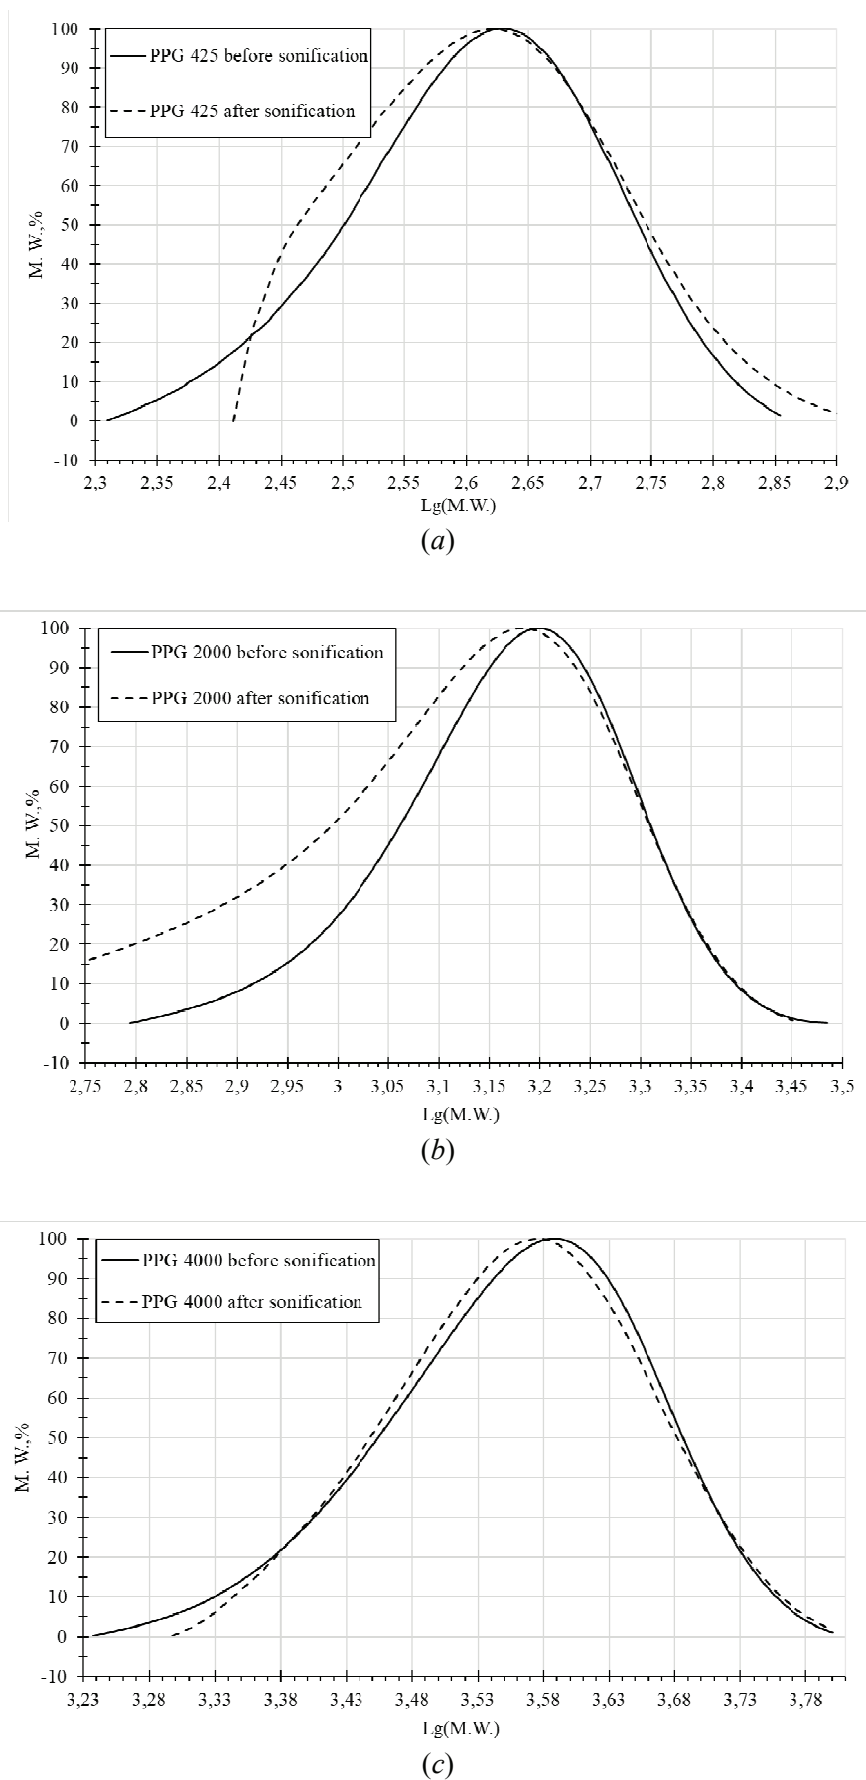 100
90
80
70
60
50
40
30
20
10
0
-10
M. W.,%
PPG 425 before sonification
PPG 425 after sonification
2,3 2,35 2,4 2,45 2,5 2,55 2,6 2,65 2,7 2,75 2,8 2,85 2,9
Lg(M.W.)
(a)
100
90
80
70
60
50
40
30
20
10
0
-10
M. W.,%
PPG 2000 before sonification
PPG 2000 after sonification
2,75 2,8 2,85 2,9 2,95 3 3,05 3,1 3,15 3,2 3,25 3,3 3,35 3,4 3,45 3,5
Lg(M.W.)
(b)
100
90
80
70
60
50
40
30
20
10
0
-10
M. W.,%
PPG 4000 before sonification
PPG 4000 after sonification
3,23 3,28 3,33 3,38 3,43 3,48 3,53 3,58 3,63 3,68 3,73 3,78
Lg(M.W.)
(c)